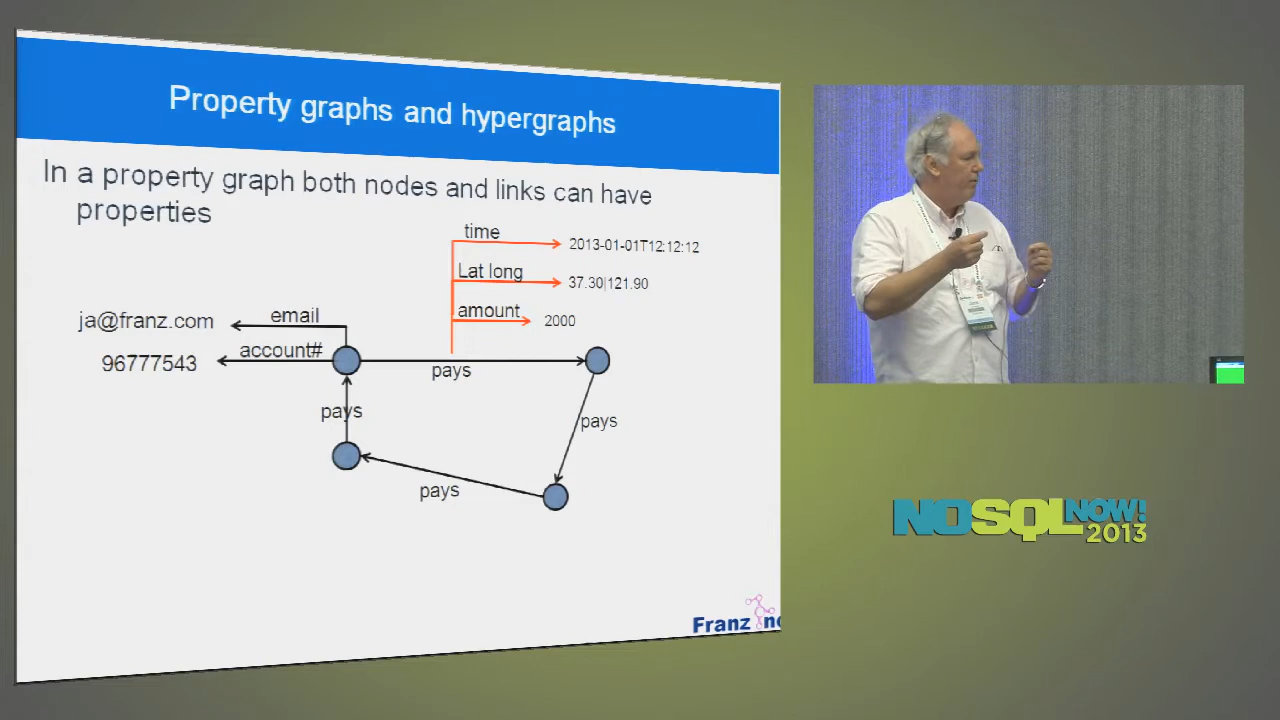 Property graphs and hypergraphs
In a property graph both nodes and links can have
properties
time
2013-01-01T12:12:12
Lat long
37.30|121.90
amount
2000
ja@franz.com
email
96777543
account#
pays
pays
pays
pays
Franz
NOSQL NOW!
2013